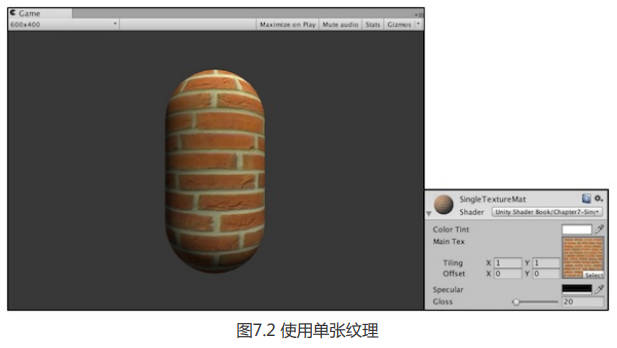 Game
600x400
Maximize on Play Mute audio Stats Gizmos
SingleTextureMat
Shader Unity Shader Book/Chapter7-Sing
Color Tint
Main Tex
Tiling X 1 Y 1
Offset X 0 Y 0
Select
Specular
Gloss 20
图7.2 使用单张纹理